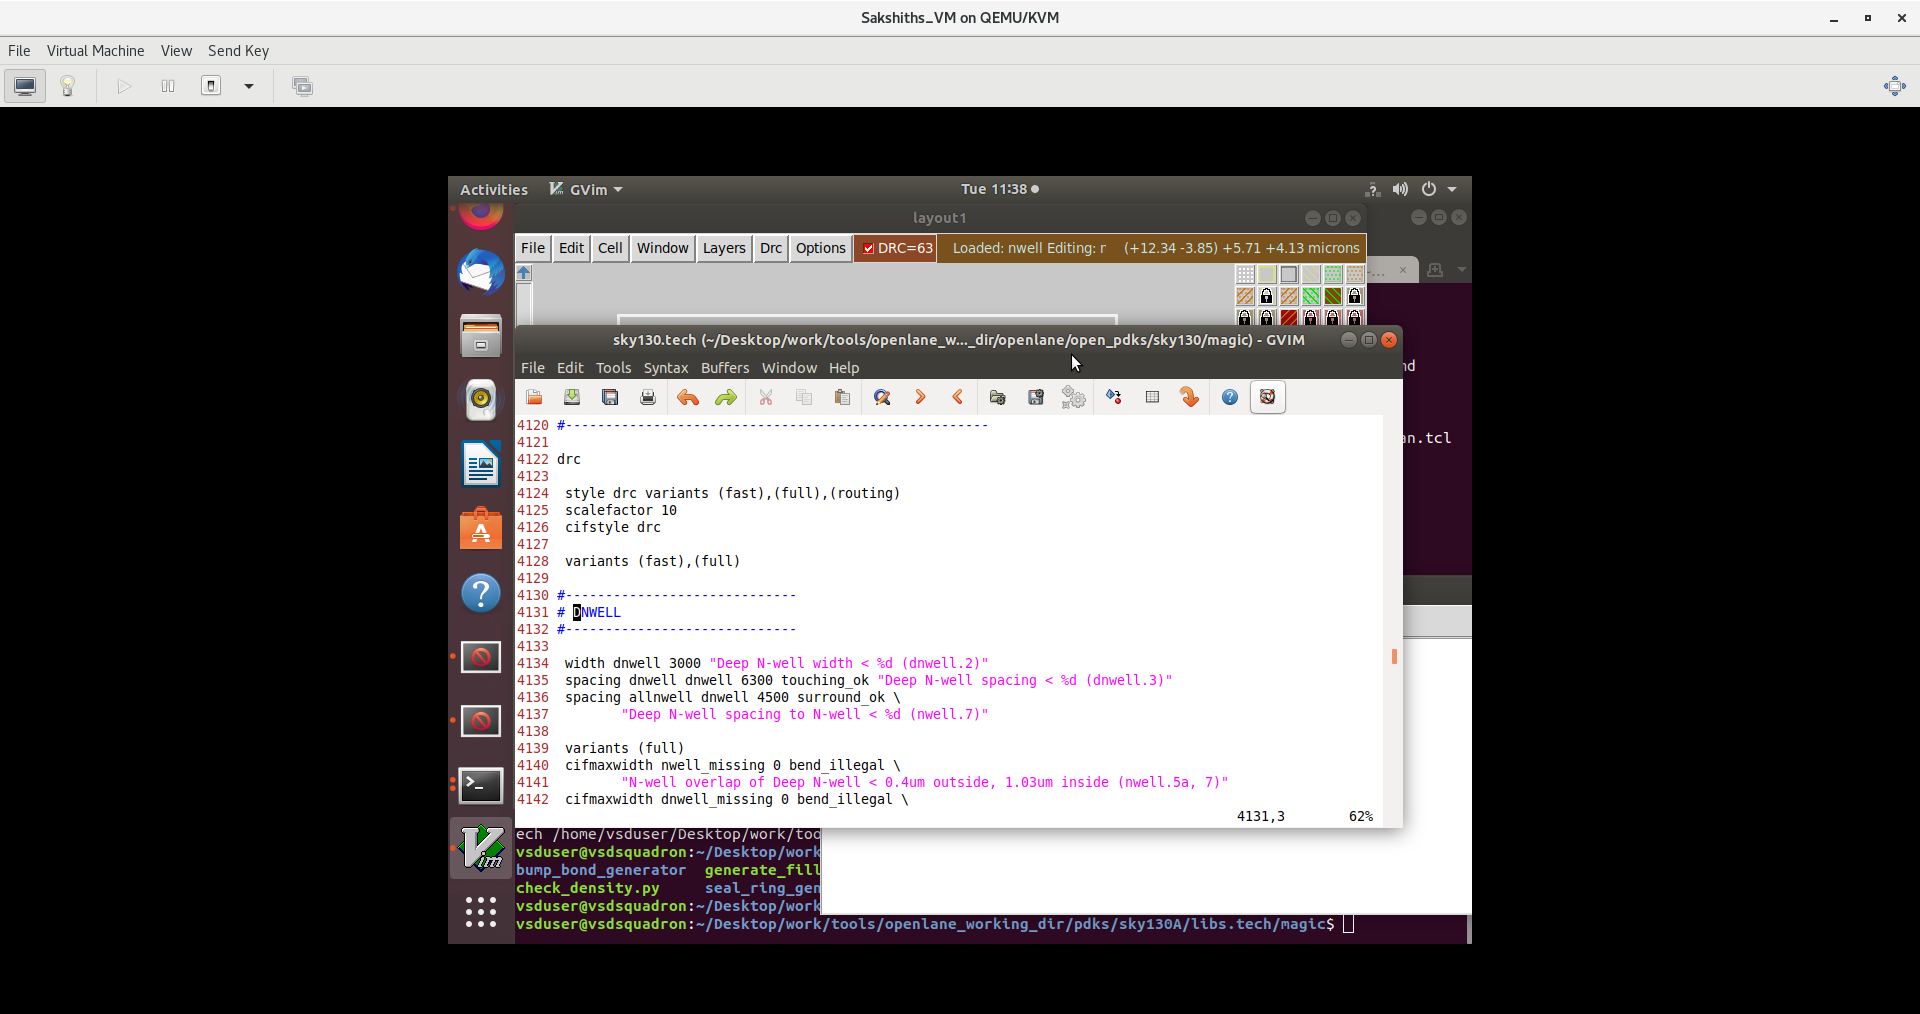 Sakshiths_VM on QEMU/KVM
File Virtual Machine View Send Key
Activities GVim Tue 11:38
layout1
File Edit Cell Window Layers Drc Options DRC=63 Loaded: nwell Editing: r (+12.34 -3.85) +5.71 +4.13 microns
sky130.tech (~/Desktop/work/tools/openlane_w..._dir/openlane/open_pdks/sky130/magic) - GVIM
File Edit Tools Syntax Buffers Window Help
4120 #-----------------------------------------------------
4121
4122 drc
4123
4124 style drc variants (fast),(full),(routing)
4125 scalefactor 10
4126 cifstyle drc
4127
4128 variants (fast),(full)
4129
4130 #-----------------------------
4131 # DNWELL
4132 #-----------------------------
4133
4134 width dnwell 3000 "Deep N-well width < %d (dnwell.2)"
4135 spacing dnwell dnwell 6300 touching_ok "Deep N-well spacing < %d (dnwell.3)"
4136 spacing allnwell dnwell 4500 surround_ok \
4137 "Deep N-well spacing to N-well < %d (nwell.7)"
4138
4139 variants (full)
4140 cifmaxwidth nwell_missing 0 bend_illegal \
4141 "N-well overlap of Deep N-well < 0.4um outside, 1.03um inside (nwell.5a, 7)"
4142 cifmaxwidth dnwell_missing 0 bend_illegal \
4131,3 62%
an.tcl
ech /home/vsduser/Desktop/work/too
vsduser@vsdsquadron:~/Desktop/work
bump_bond_generator generate_fill
check_density.py seal_ring_gen
vsduser@vsdsquadron:~/Desktop/work
vsduser@vsdsquadron:~/Desktop/work/tools/openlane_working_dir/pdks/sky130A/libs.tech/magic$